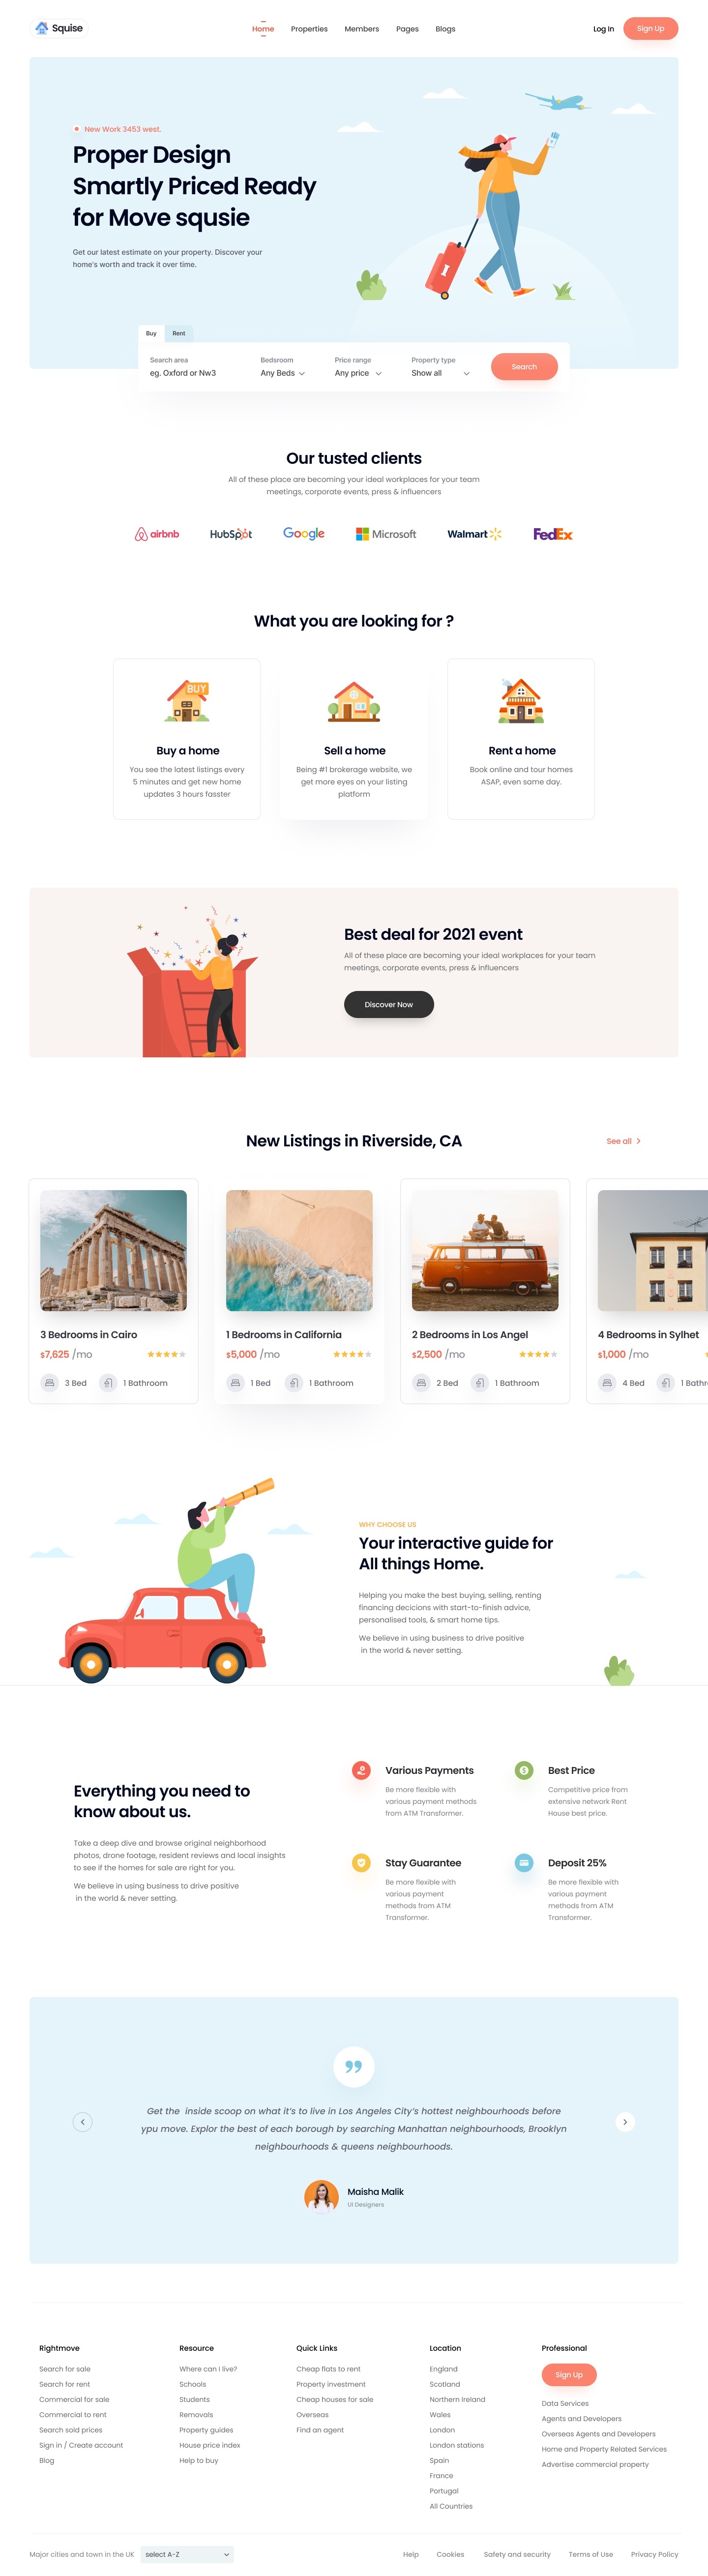 Squise
Home
Properties
Members
Pages
Blogs
Log In
Sign Up
New Work 3453 west.
Proper Design
Smartly Priced Ready
for Move squsie
Get our latest estimate on your property. Discover your
home's worth and track it over time.
Buy
Rent
Search area
eg. Oxford or Nw3
Bedsroom
Any Beds
Price range
Any price
Property type
Show all
Search
Our trusted clients
All of these place are becoming your ideal workplaces for your team
meetings, corporate events, press & influencers
airbnb
HubSpot
Google
Microsoft
Walmart
FedEx
What you are looking for ?
BUY
Buy a home
You see the latest listings every
5 minutes and get new home
updates 3 hours fasster
Sell a home
Being #1 brokerage website, we
get more eyes on your listing
platform
Rent a home
Book online and tour homes
ASAP, even same day.
Best deal for 2021 event
All of these place are becoming your ideal workplaces for your team
meetings, corporate events, press & influencers
Discover Now
New Listings in Riverside, CA
See all
3 Bedrooms in Cairo
$7,625 /mo
3 Bed
1 Bathroom
1 Bedrooms in California
$5,000 /mo
1 Bed
1 Bathroom
2 Bedrooms in Los Angel
$2,500 /mo
2 Bed
1 Bathroom
4 Bedrooms in Sylhet
$1,000 /mo
4 Bed
1 Bathr
WHY CHOOSE US
Your interactive guide for
All things Home.
Helping you make the best buying, selling, renting
financing decicions with start-to-finish advice,
personalised tools, & smart home tips.
We believe in using business to drive positive
in the world & never setting.
Everything you need to
know about us.
Take a deep dive and browse original neighborhood
photos, drone footage, resident reviews and local insights
to see if the homes for sale are right for you.
We believe in using business to drive positive
in the world & never setting.
Various Payments
Be more flexible with
various payment methods
from ATM Transformer.
Best Price
Competitive price from
extensive network Rent
House best price.
Stay Guarantee
Be more flexible with
various payment
methods from ATM
Transformer.
Deposit 25%
Be more flexible with
various payment
methods from ATM
Transformer.
Get the inside scoop on what it's to live in Los Angeles City's hottest neighbourhoods before
ypu move. Explor the best of each borough by searching Manhattan neighbourhoods, Brooklyn
neighbourhoods & queens neighbourhoods.
Maisha Malik
UI Designers
Rightmove
Search for sale
Search for rent
Commercial for sale
Commercial to rent
Search sold prices
Sign in / Create account
Blog
Resource
Where can I live?
Schools
Students
Removals
Property guides
House price index
Help to buy
Quick Links
Cheap flats to rent
Property investment
Cheap houses for sale
Overseas
Find an agent
Location
England
Scotland
Northern Ireland
Wales
London
London stations
Spain
France
Portugal
All Countries
Professional
Sign Up
Data Services
Agents and Developers
Overseas Agents and Developers
Home and Property Related Services
Advertise commercial property
Major cities and town in the UK
select A-Z
Help
Cookies
Safety and security
Terms of Use
Privacy Policy